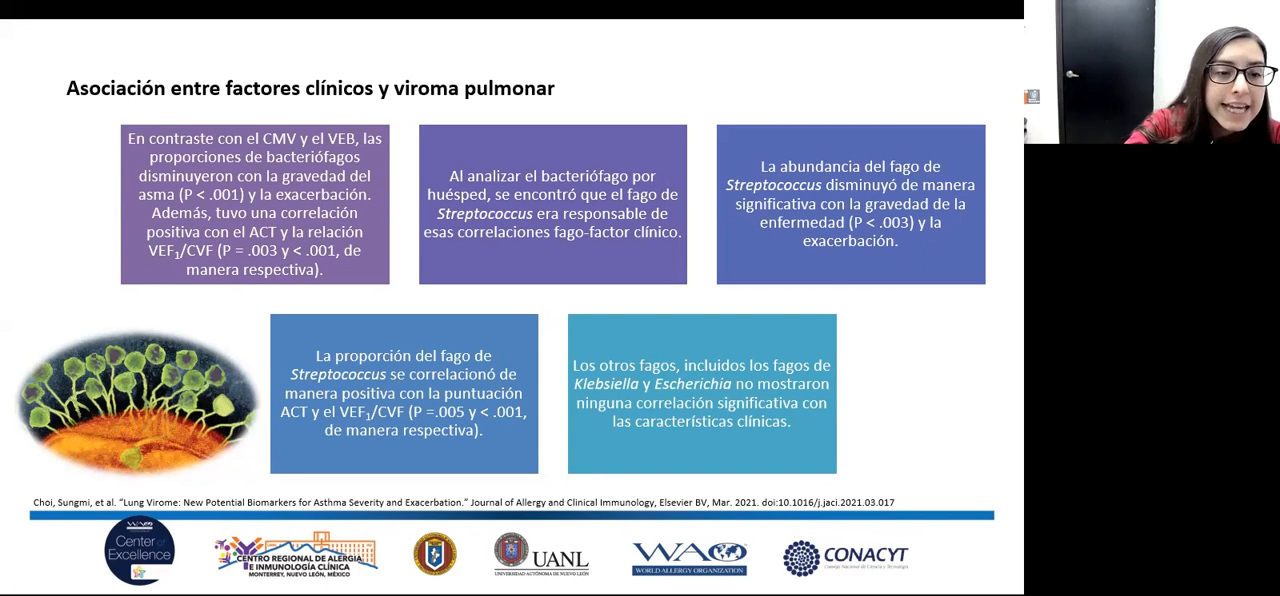 Asociación entre factores clínicos y viroma pulmonar
En contraste con el CMV y el VEB, las
proporciones de bacteriófagos
disminuyeron con la gravedad del
asma (P < .001) y la exacerbación.
Además, tuvo una correlación
positiva con el ACT y la relación
VEF1/CVF (P = .003 y < .001, de
manera respectiva).
Al analizar el bacteriófago por
huésped, se encontró que el fago de
Streptococcus era responsable de
esas correlaciones fago-factor clínico.
La abundancia del fago de
Streptococcus disminuyó de manera
significativa con la gravedad de la
enfermedad (P < .003) y la
exacerbación.
La proporción del fago de
Streptococcus se correlacionó de
manera positiva con la puntuación
ACT y el VEF1/CVF (P =.005 y < .001,
de manera respectiva).
Los otros fagos, incluidos los fagos de
Klebsiella y Escherichia no mostraron
ninguna correlación significativa con
las características clínicas.
Choi, Sungmi, et al. “Lung Virome: New Potential Biomarkers for Asthma Severity and Exacerbation.” Journal of Allergy and Clinical Immunology, Elsevier BV, Mar. 2021. doi:10.1016/j.jaci.2021.03.017
WAO
Center of
Excellence
CENTRO REGIONAL DE ALERGIA
E INMUNOLOGÍA CLÍNICA
MONTERREY, NUEVO LEÓN, MÉXICO
UANL
UNIVERSIDAD AUTÓNOMA DE NUEVO LEÓN
WAO
WORLD ALLERGY ORGANIZATION
CONACYT
Consejo Nacional de Ciencia y Tecnología